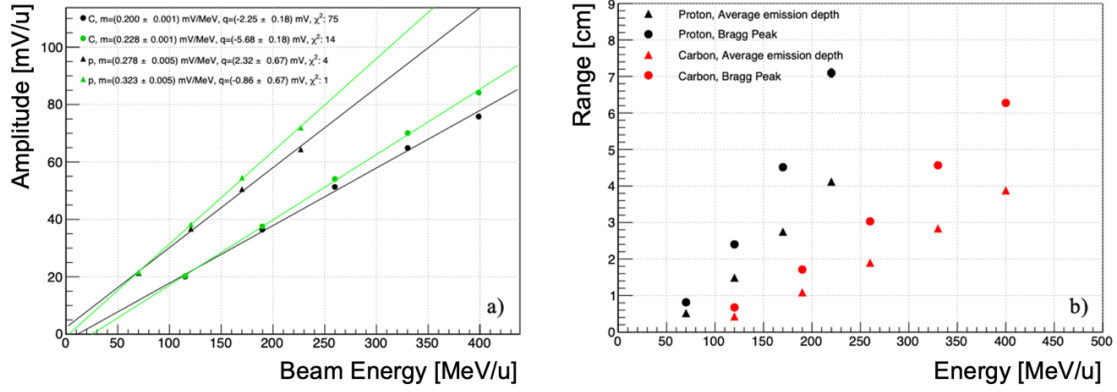 Amplitude [mV/u]
C, m=(0.200 ± 0.001) mV/MeV, q=(-2.25 ± 0.18) mV, χ²: 75
C, m=(0.228 ± 0.001) mV/MeV, q=(-5.68 ± 0.18) mV, χ²: 14
p, m=(0.278 ± 0.005) mV/MeV, q=(2.32 ± 0.67) mV, χ²: 4
p, m=(0.323 ± 0.005) mV/MeV, q=(-0.86 ± 0.67) mV, χ²: 1
100
80
60
40
20
0
a)
0 50 100 150 200 250 300 350 400
Beam Energy [MeV/u]
Range [cm]
9
8
7
6
5
4
3
2
1
0
Proton, Average emission depth
Proton, Bragg Peak
Carbon, Average emission depth
Carbon, Bragg Peak
b)
0 50 100 150 200 250 300 350 400 450 500
Energy [MeV/u]